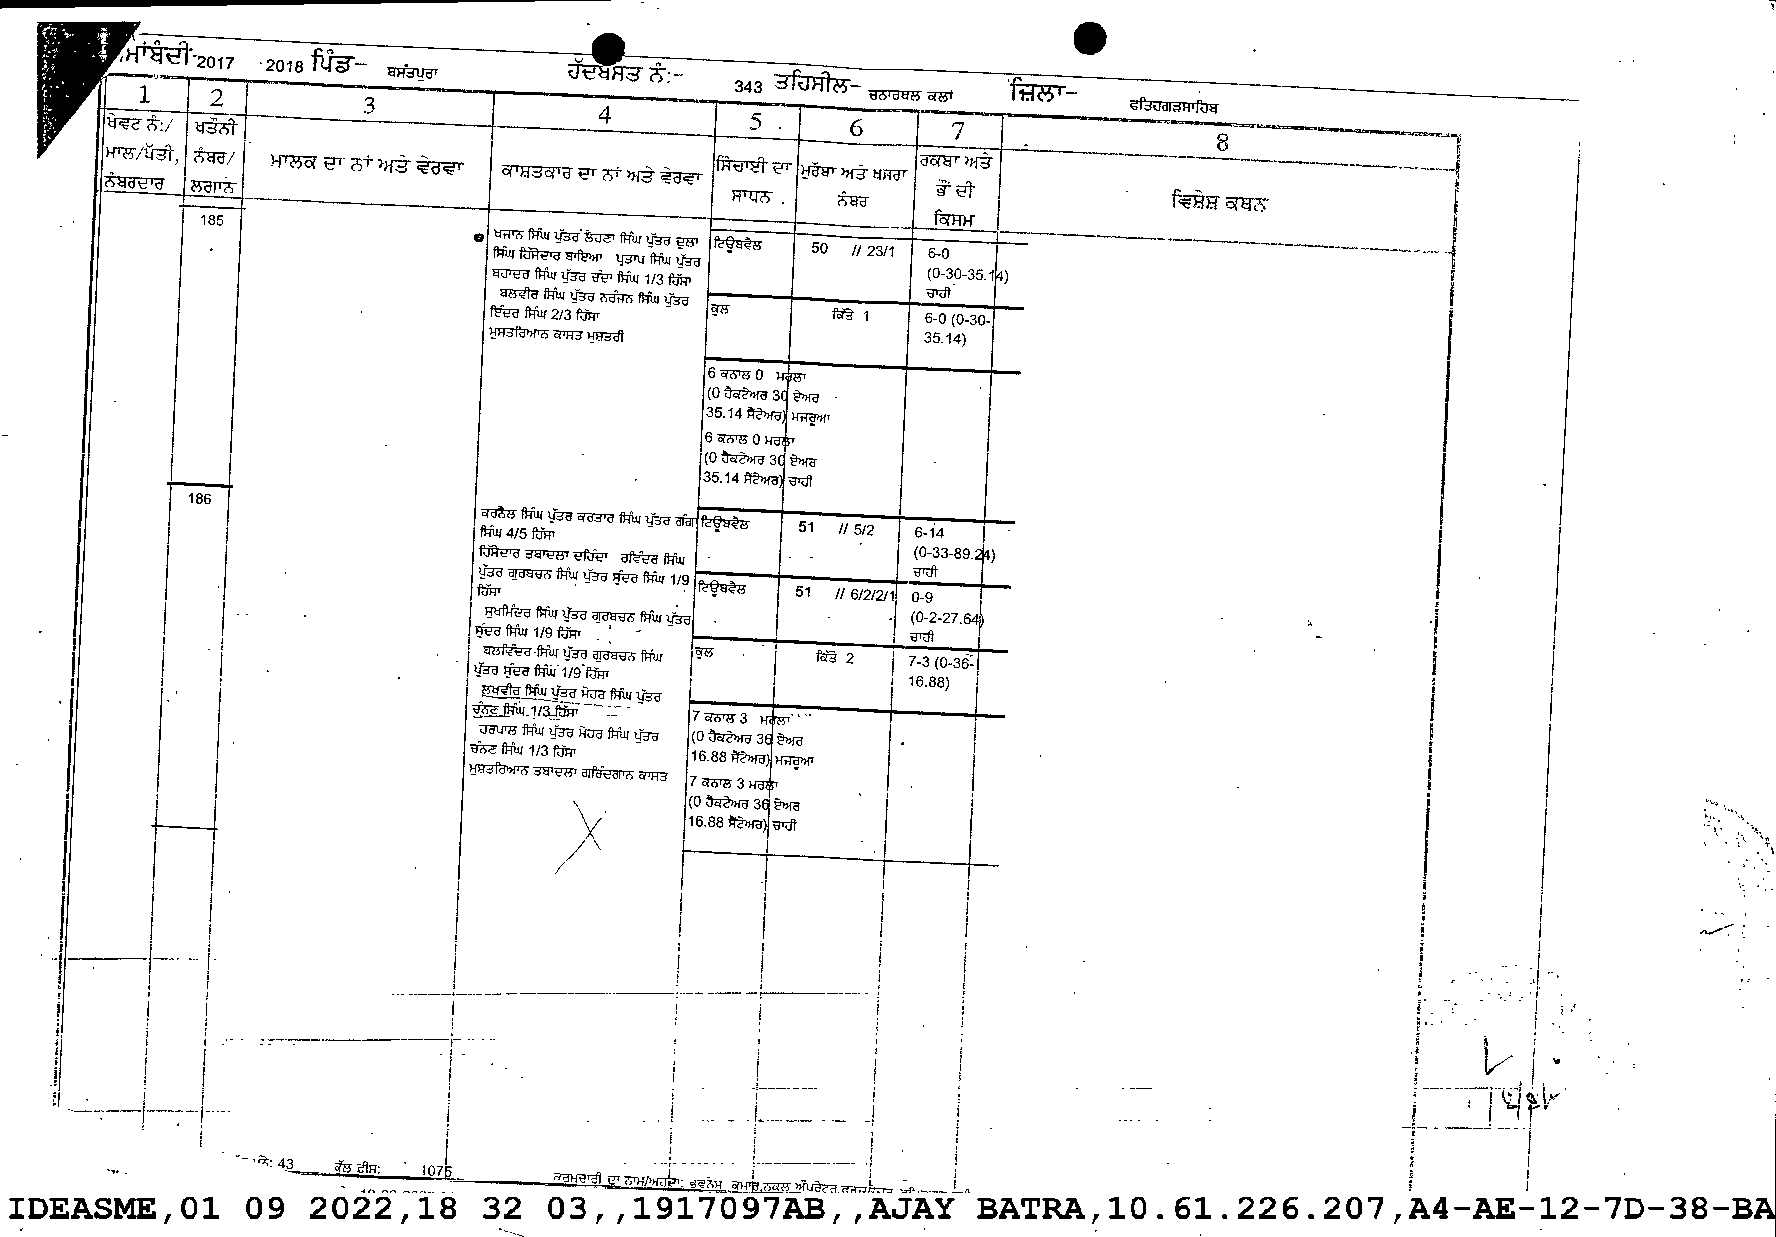 ਮਾਂਬੰਦੀ-2017 2018 ਪਿੰਡ- ਬਸੰਤਪੁਰਾ ਹੱਦਬਸਤ ਨੰ:- 343 ਤਹਿਸੀਲ- ਚਨਾਰਥਲ ਕਲਾਂ ਜ਼ਿਲਾ- ਫਤਿਹਗੜਸਾਹਿਬ
1 2 3 4 5 6 7 8
ਖੇਵਟ ਨੰ:/ ਮਾਲ/ਪੱਤੀ, ਨੰਬਰਦਾਰ
ਖਤੌਨੀ ਨੰਬਰ/ ਲਗਾਨ
ਮਾਲਕ ਦਾ ਨਾਂ ਅਤੇ ਵੇਰਵਾ
ਕਾਸ਼ਤਕਾਰ ਦਾ ਨਾਂ ਅਤੇ ਵੇਰਵਾ
ਸਿੰਚਾਈ ਦਾ ਸਾਧਨ
ਮੁਰੱਬਾ ਅਤੇ ਖਸਰਾ ਨੰਬਰ
ਰਕਬਾ ਅਤੇ ਭੌਂ ਦੀ ਕਿਸਮ
ਵਿਸ਼ੇਸ਼ ਕਥਨ
185
ਖਜਾਨ ਸਿੰਘ ਪੁੱਤਰ ਲੈਹਣਾ ਸਿੰਘ ਪੁੱਤਰ ਦੁਲਾ
ਸਿੰਘ ਹਿੱਸੇਦਾਰ ਬਾਇਆ ਪ੍ਰਤਾਪ ਸਿੰਘ ਪੁੱਤਰ
ਬਹਾਦਰ ਸਿੰਘ ਪੁੱਤਰ ਚੰਦਾ ਸਿੰਘ 1/3 ਹਿੱਸਾ
ਬਲਵੀਰ ਸਿੰਘ ਪੁੱਤਰ ਨਰੰਜਨ ਸਿੰਘ ਪੁੱਤਰ
ਇੰਦਰ ਸਿੰਘ 2/3 ਹਿੱਸਾ
ਮੁਸਤਰਿਆਨ ਕਾਸਤ ਮੁਸ਼ਤਰੀ
ਟਿਊਬਵੈਲ 50 // 23/1 6-0
(0-30-35.14)
ਚਾਹੀ
ਕੁਲ ਕਿੱਤੇ 1 6-0 (0-30-
35.14)
6 ਕਨਾਲ 0 ਮਰਲਾ
(0 ਹੈਕਟੇਅਰ 30 ਏਅਰ
35.14 ਸੈਂਟੇਅਰ) ਮਜਰੂਆ
6 ਕਨਾਲ 0 ਮਰਲਾ
(0 ਹੈਕਟੇਅਰ 30 ਏਅਰ
35.14 ਸੈਂਟੇਅਰ) ਚਾਹੀ
186
ਕਰਨੈਲ ਸਿੰਘ ਪੁੱਤਰ ਕਰਤਾਰ ਸਿੰਘ ਪੁੱਤਰ ਗੰਗਾ
ਸਿੰਘ 4/5 ਹਿੱਸਾ
ਹਿੱਸੇਦਾਰ ਤਬਾਦਲਾ ਦਹਿੰਦਾ ਰਵਿੰਦਰ ਸਿੰਘ
ਪੁੱਤਰ ਗੁਰਬਚਨ ਸਿੰਘ ਪੁੱਤਰ ਸੁੰਦਰ ਸਿੰਘ 1/9
ਹਿੱਸਾ
ਸੁਖਮਿੰਦਰ ਸਿੰਘ ਪੁੱਤਰ ਗੁਰਬਚਨ ਸਿੰਘ ਪੁੱਤਰ
ਸੁੰਦਰ ਸਿੰਘ 1/9 ਹਿੱਸਾ
ਬਲਵਿੰਦਰ ਸਿੰਘ ਪੁੱਤਰ ਗੁਰਬਚਨ ਸਿੰਘ
ਪੁੱਤਰ ਸੁੰਦਰ ਸਿੰਘ 1/9 ਹਿੱਸਾ
ਲਖਵੀਰ ਸਿੰਘ ਪੁੱਤਰ ਮੇਹਰ ਸਿੰਘ ਪੁੱਤਰ
ਚੰਨਣ ਸਿੰਘ 1/3 ਹਿੱਸਾ
ਹਰਪਾਲ ਸਿੰਘ ਪੁੱਤਰ ਮੇਹਰ ਸਿੰਘ ਪੁੱਤਰ
ਚੰਨਣ ਸਿੰਘ 1/3 ਹਿੱਸਾ
ਮੁਸ਼ਤਰਿਆਨ ਤਬਾਦਲਾ ਗਰਿੰਦਗਾਨ ਕਾਸਤ
ਟਿਊਬਵੈਲ 51 // 5/2 6-14
(0-33-89.24)
ਚਾਹੀ
ਟਿਊਬਵੈਲ 51 // 6/2/2/1 0-9
(0-2-27.64)
ਚਾਹੀ
ਕੁਲ ਕਿੱਤੇ 2 7-3 (0-36-
16.88)
7 ਕਨਾਲ 3 ਮਰਲਾ
(0 ਹੈਕਟੇਅਰ 36 ਏਅਰ
16.88 ਸੈਂਟੇਅਰ) ਮਜਰੂਆ
7 ਕਨਾਲ 3 ਮਰਲਾ
(0 ਹੈਕਟੇਅਰ 36 ਏਅਰ
16.88 ਸੈਂਟੇਅਰ) ਚਾਹੀ
ਨੰ: 43 ਕੁੱਲ ਫੀਸ: 1075 ਕਰਮਚਾਰੀ ਦਾ ਨਾਮ/ਅਹੁਦਾ:
IDEASME,01 09 2022,18 32 03,,1917097AB,,AJAY BATRA,10.61.226.207,A4-AE-12-7D-38-BA